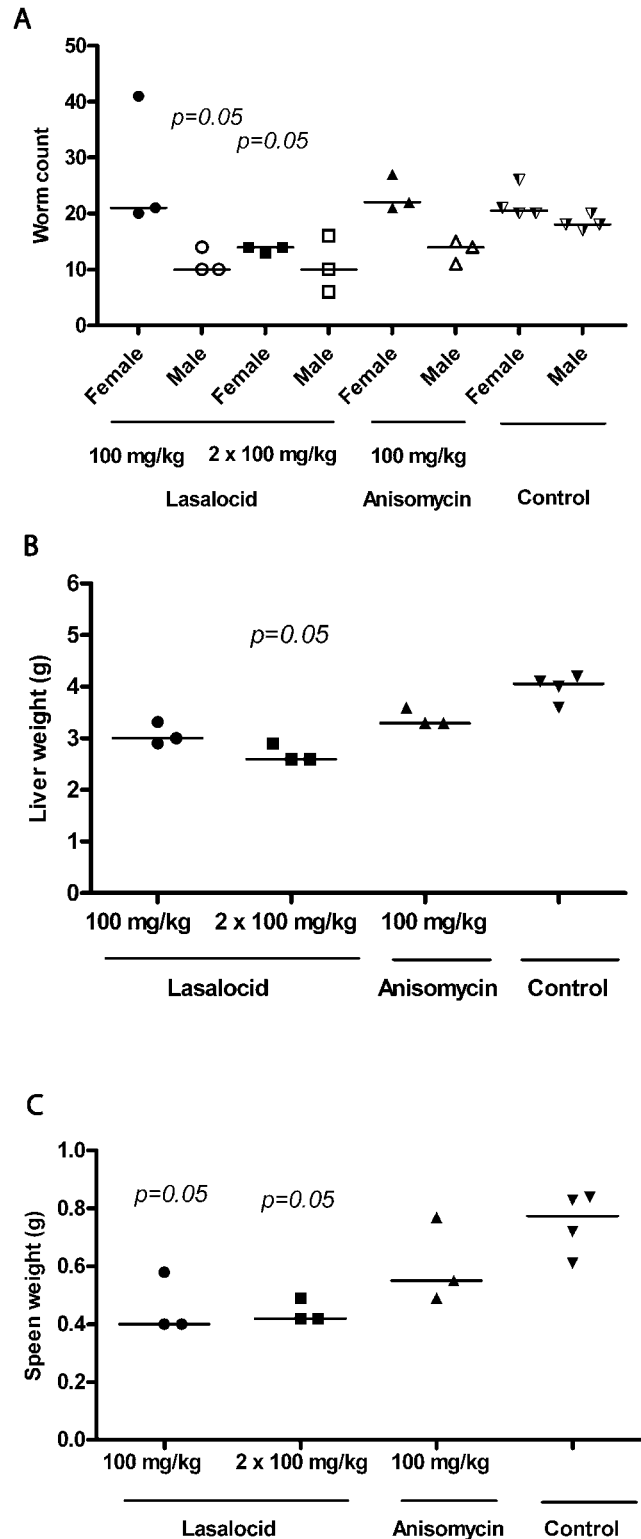 A
50
40
30
20
10
0
Worm count
p=0.05
p=0.05
Female
Male
Female
Male
Female
Male
Female
Male
100 mg/kg
2 x 100 mg/kg
100 mg/kg
Lasalocid
Anisomycin
Control
B
6
5
4
3
2
1
0
Liver weight (g)
p=0.05
100 mg/kg
2 x 100 mg/kg
100 mg/kg
Lasalocid
Anisomycin
Control
C
1.0
0.8
0.6
0.4
0.2
0.0
Speen weight (g)
p=0.05
p=0.05
100 mg/kg
2 x 100 mg/kg
100 mg/kg
Lasalocid
Anisomycin
Control